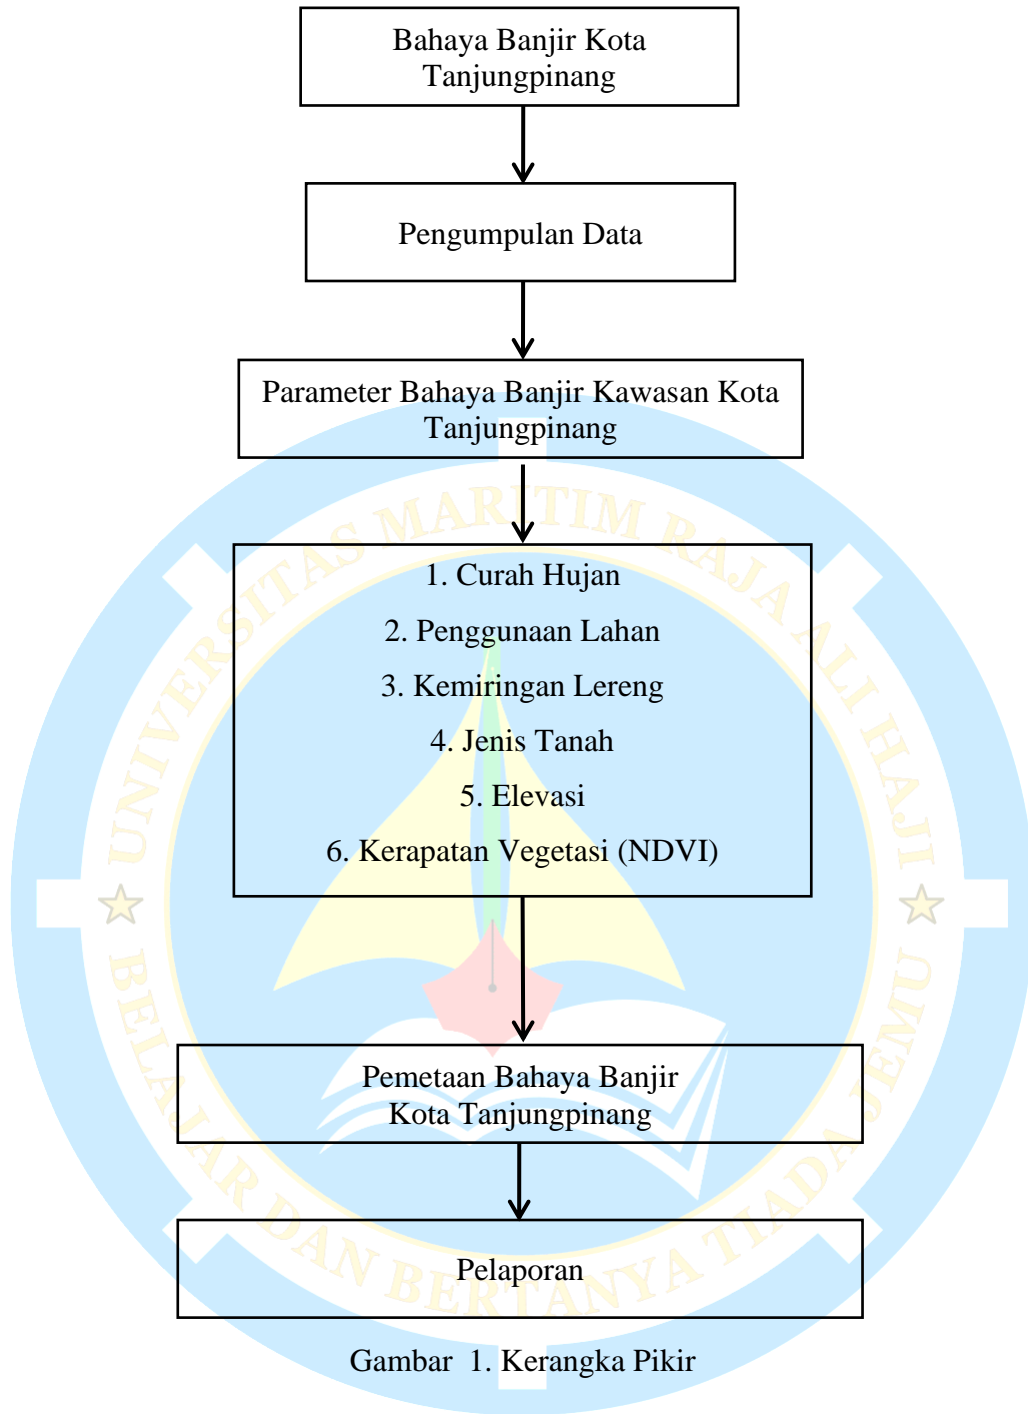 Bahaya Banjir Kota
Tanjungpinang
Pengumpulan Data
Parameter Bahaya Banjir Kawasan Kota
Tanjungpinang
UNIVERSITAS MARITIM RAJA ALI HAJI
1. Curah Hujan
2. Penggunaan Lahan
3. Kemiringan Lereng
4. Jenis Tanah
5. Elevasi
6. Kerapatan Vegetasi (NDVI)
Pemetaan Bahaya Banjir
Kota Tanjungpinang
Pelaporan
BELAJAR DAN BERTANYA TIADA JEMU
Gambar 1. Kerangka Pikir